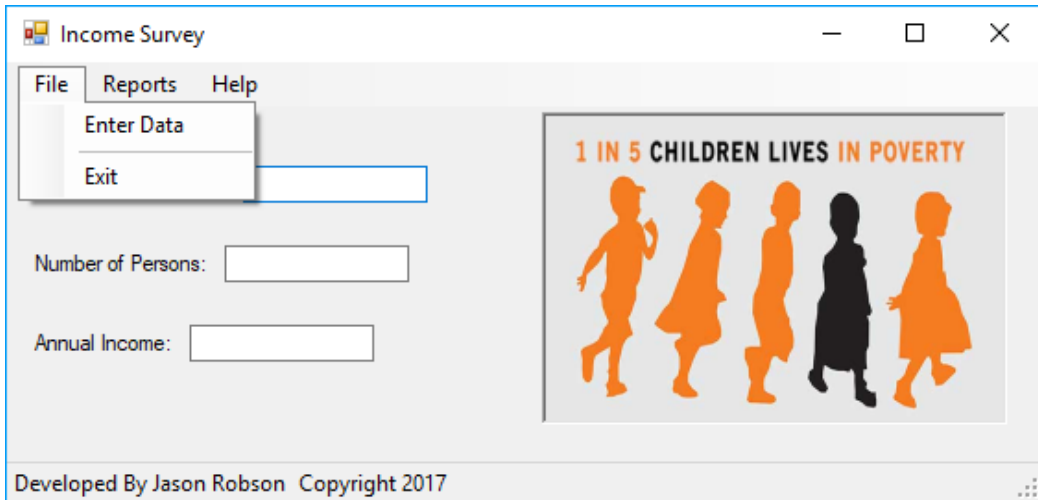 Income Survey
File Reports Help
Enter Data
Exit
1 IN 5 CHILDREN LIVES IN POVERTY
Number of Persons:
Annual Income:
Developed By Jason Robson Copyright 2017